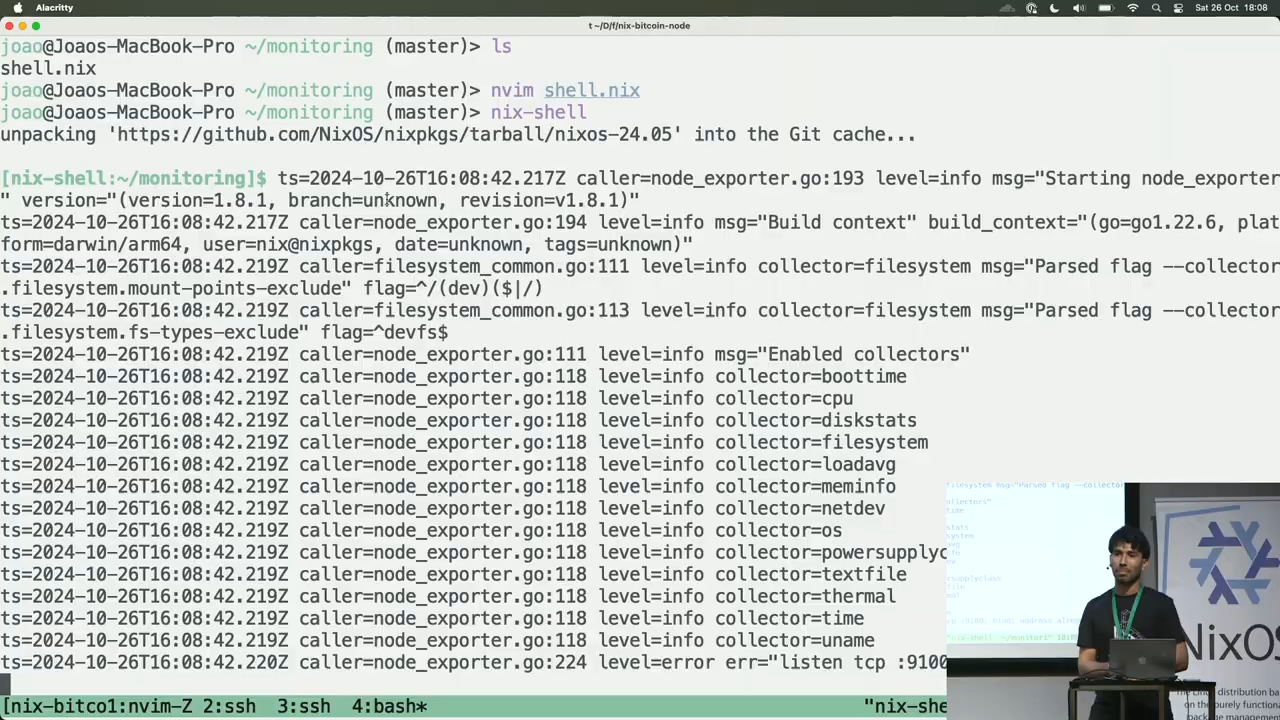 Alacritty
Sat 26 Oct 18:08
t ~/D/f/nix-bitcoin-node
joao@Joaos-MacBook-Pro ~/monitoring (master)> ls
shell.nix
joao@Joaos-MacBook-Pro ~/monitoring (master)> nvim shell.nix
joao@Joaos-MacBook-Pro ~/monitoring (master)> nix-shell
unpacking 'https://github.com/NixOS/nixpkgs/tarball/nixos-24.05' into the Git cache...
[nix-shell:~/monitoring]$ ts=2024-10-26T16:08:42.217Z caller=node_exporter.go:193 level=info msg="Starting node_exporter
" version="(version=1.8.1, branch=unknown, revision=v1.8.1)"
ts=2024-10-26T16:08:42.217Z caller=node_exporter.go:194 level=info msg="Build context" build_context="(go=go1.22.6, plat
form=darwin/arm64, user=nix@nixpkgs, date=unknown, tags=unknown)"
ts=2024-10-26T16:08:42.219Z caller=filesystem_common.go:111 level=info collector=filesystem msg="Parsed flag --collector
.filesystem.mount-points-exclude" flag=^/(dev)($|/)
ts=2024-10-26T16:08:42.219Z caller=filesystem_common.go:113 level=info collector=filesystem msg="Parsed flag --collector
.filesystem.fs-types-exclude" flag=^devfs$
ts=2024-10-26T16:08:42.219Z caller=node_exporter.go:111 level=info msg="Enabled collectors"
ts=2024-10-26T16:08:42.219Z caller=node_exporter.go:118 level=info collector=boottime
ts=2024-10-26T16:08:42.219Z caller=node_exporter.go:118 level=info collector=cpu
ts=2024-10-26T16:08:42.219Z caller=node_exporter.go:118 level=info collector=diskstats
ts=2024-10-26T16:08:42.219Z caller=node_exporter.go:118 level=info collector=filesystem
ts=2024-10-26T16:08:42.219Z caller=node_exporter.go:118 level=info collector=loadavg
ts=2024-10-26T16:08:42.219Z caller=node_exporter.go:118 level=info collector=meminfo
ts=2024-10-26T16:08:42.219Z caller=node_exporter.go:118 level=info collector=netdev
ts=2024-10-26T16:08:42.219Z caller=node_exporter.go:118 level=info collector=os
ts=2024-10-26T16:08:42.219Z caller=node_exporter.go:118 level=info collector=powersupplyc
ts=2024-10-26T16:08:42.219Z caller=node_exporter.go:118 level=info collector=textfile
ts=2024-10-26T16:08:42.219Z caller=node_exporter.go:118 level=info collector=thermal
ts=2024-10-26T16:08:42.219Z caller=node_exporter.go:118 level=info collector=time
ts=2024-10-26T16:08:42.219Z caller=node_exporter.go:118 level=info collector=uname
ts=2024-10-26T16:08:42.220Z caller=node_exporter.go:224 level=error err="listen tcp :9100
[nix-bitco1:nvim-Z 2:ssh 3:ssh 4:bash* "nix-she
NixOS
The Linux distribution ba
on the purely functiona
package management